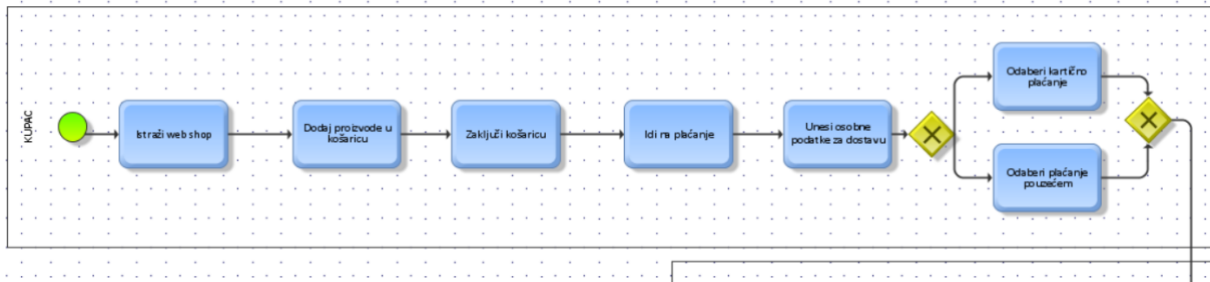 KUPAC
Istraži web shop
Dodaj proizvode u
košaricu
Zaključi košaricu
Idi na plaćanje
Unesi osobne
podatke za dostavu
Odaberi kartično
plaćanje
Odaberi plaćanje
pouzećem